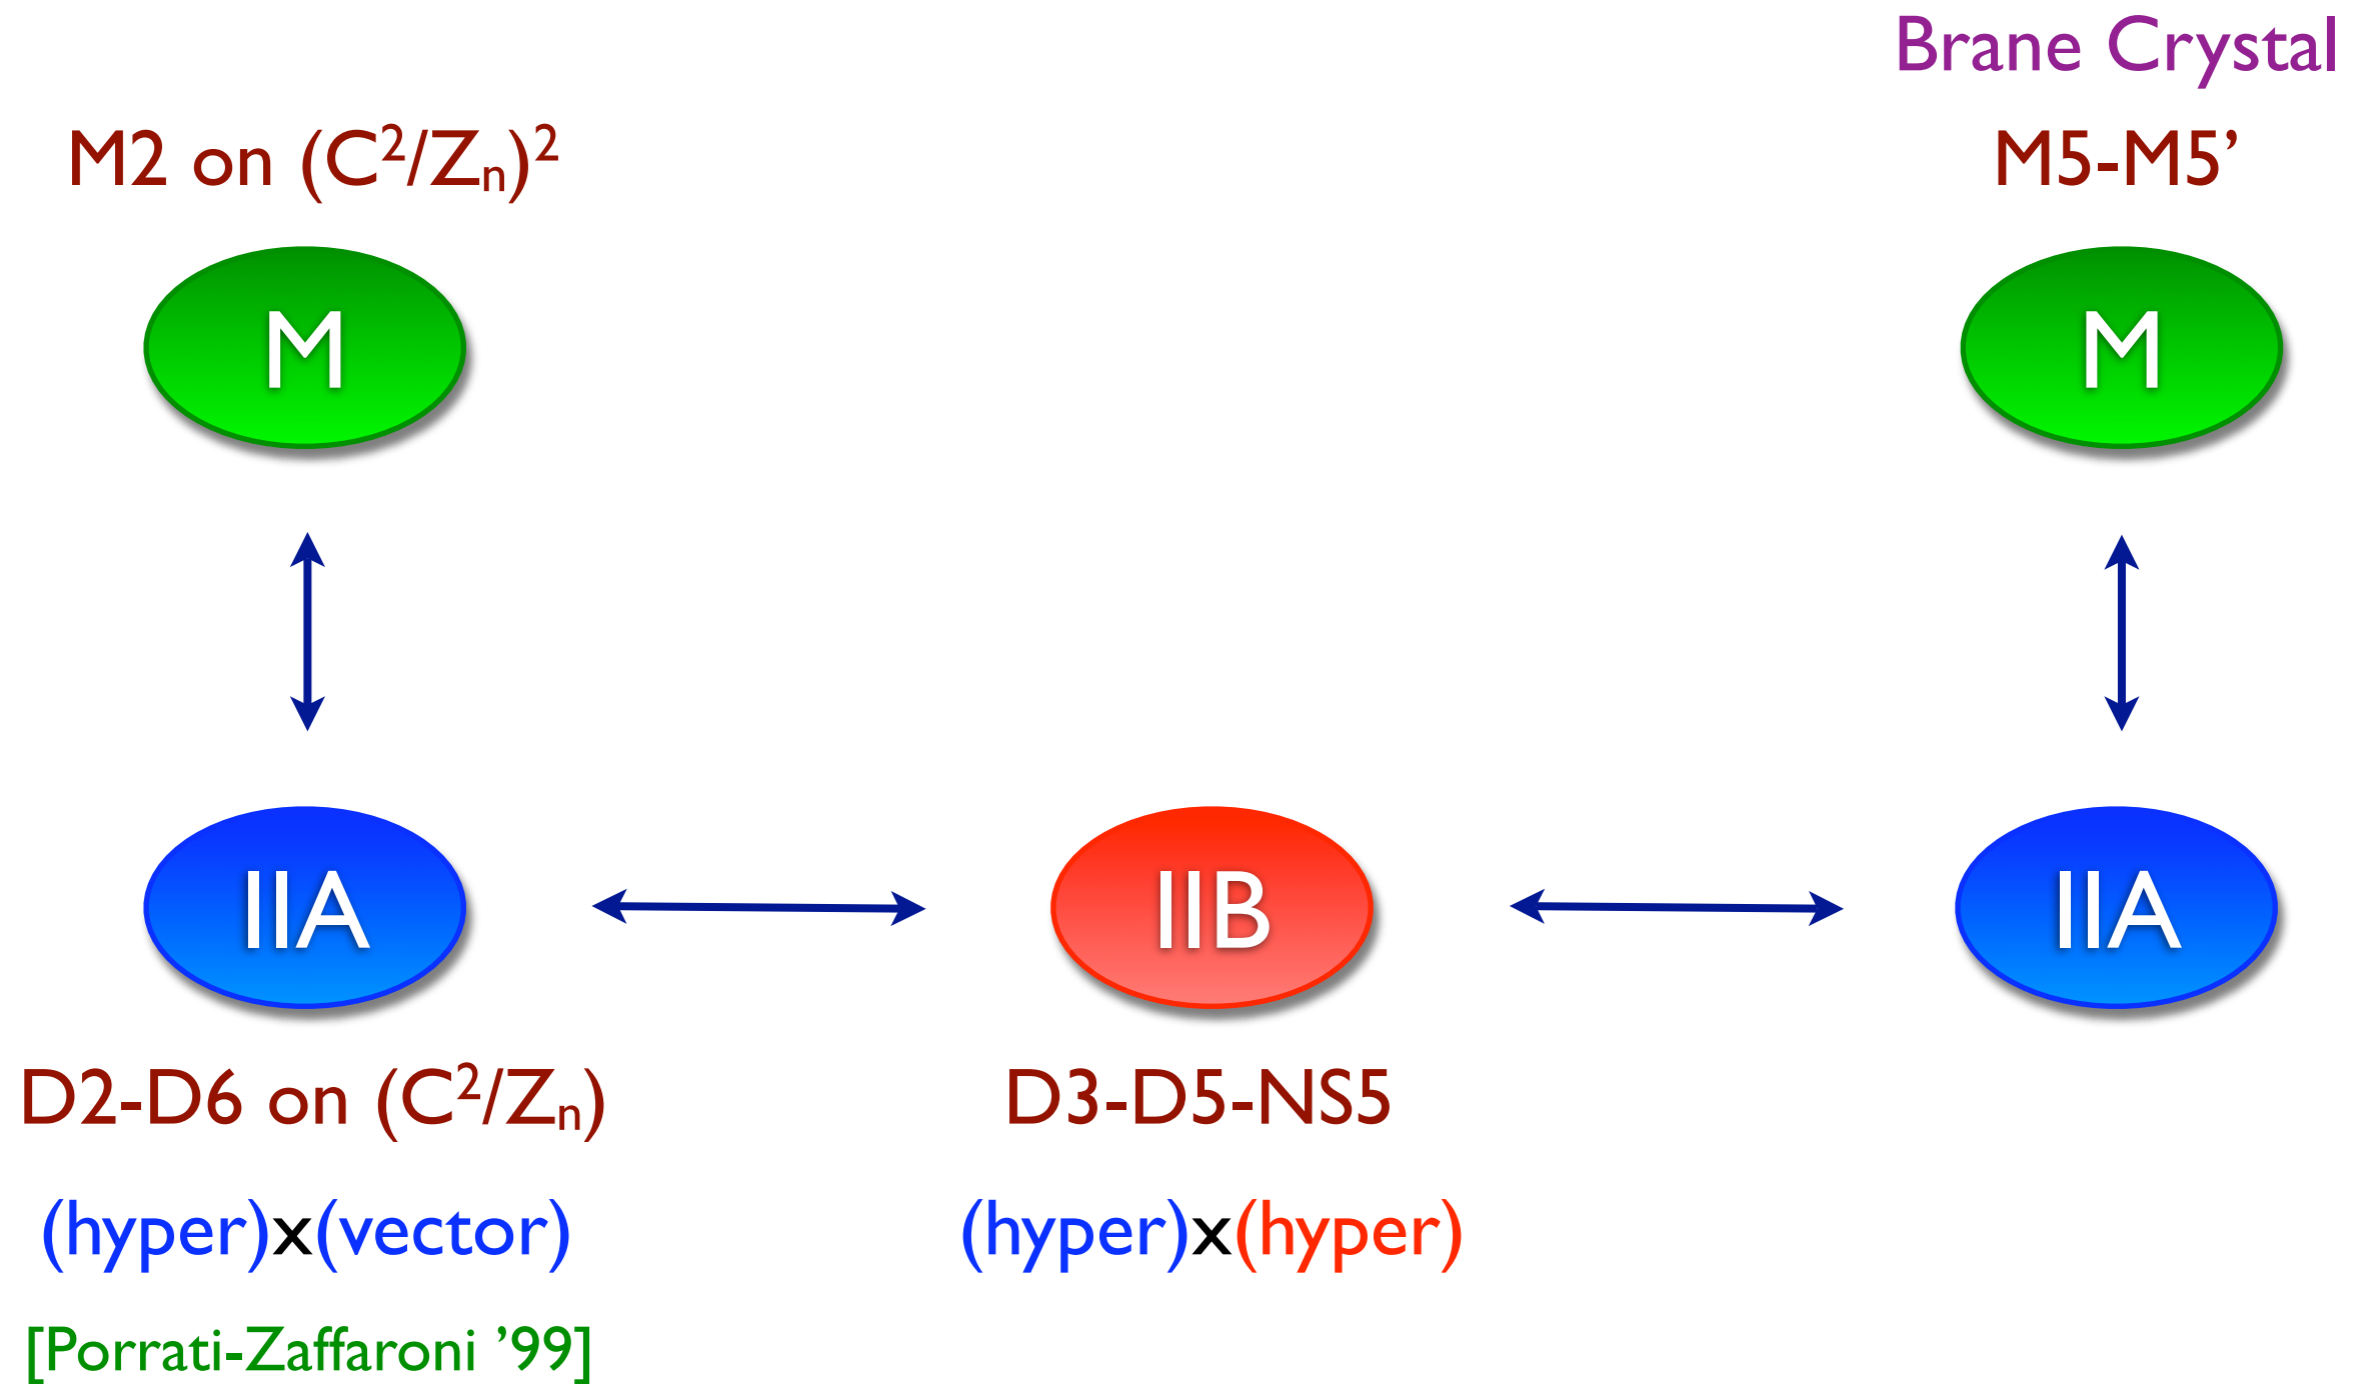 Brane Crystal
M2 on (C²/Zₙ)²
M5-M5’
M
M
IIA
IIB
IIA
D2-D6 on (C²/Zₙ)
D3-D5-NS5
(hyper)x(vector)
(hyper)x(hyper)
[Porrati-Zaffaroni ’99]